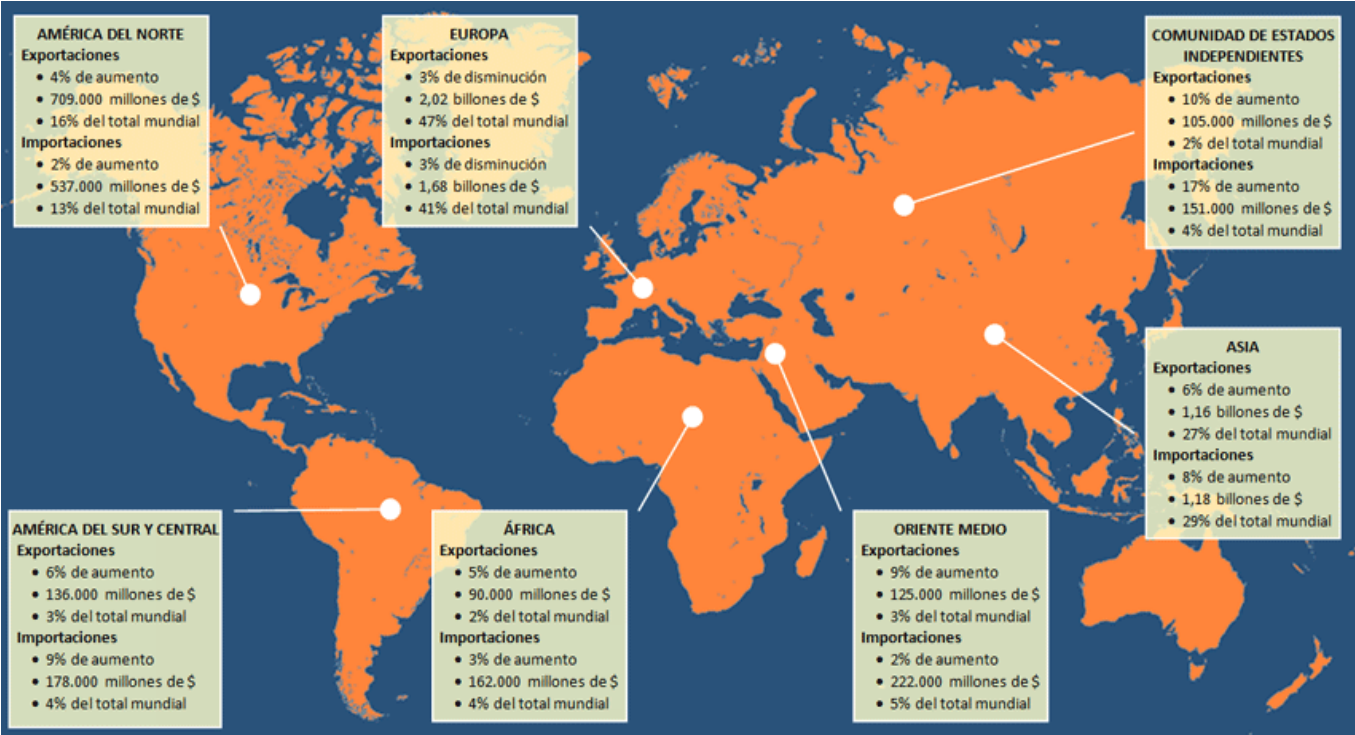 AMÉRICA DEL NORTE
Exportaciones
• 4% de aumento
• 709.000 millones de $
• 16% del total mundial
Importaciones
• 2% de aumento
• 537.000 millones de $
• 13% del total mundial
EUROPA
Exportaciones
• 3% de disminución
• 2,02 billones de $
• 47% del total mundial
Importaciones
• 3% de disminución
• 1,68 billones de $
• 41% del total mundial
COMUNIDAD DE ESTADOS
INDEPENDIENTES
Exportaciones
• 10% de aumento
• 105.000 millones de $
• 2% del total mundial
Importaciones
• 17% de aumento
• 151.000 millones de $
• 4% del total mundial
ASIA
Exportaciones
• 6% de aumento
• 1,16 billones de $
• 27% del total mundial
Importaciones
• 8% de aumento
• 1,18 billones de $
• 29% del total mundial
AMÉRICA DEL SUR Y CENTRAL
Exportaciones
• 6% de aumento
• 136.000 millones de $
• 3% del total mundial
Importaciones
• 9% de aumento
• 178.000 millones de $
• 4% del total mundial
ÁFRICA
Exportaciones
• 5% de aumento
• 90.000 millones de $
• 2% del total mundial
Importaciones
• 3% de aumento
• 162.000 millones de $
• 4% del total mundial
ORIENTE MEDIO
Exportaciones
• 9% de aumento
• 125.000 millones de $
• 3% del total mundial
Importaciones
• 2% de aumento
• 222.000 millones de $
• 5% del total mundial